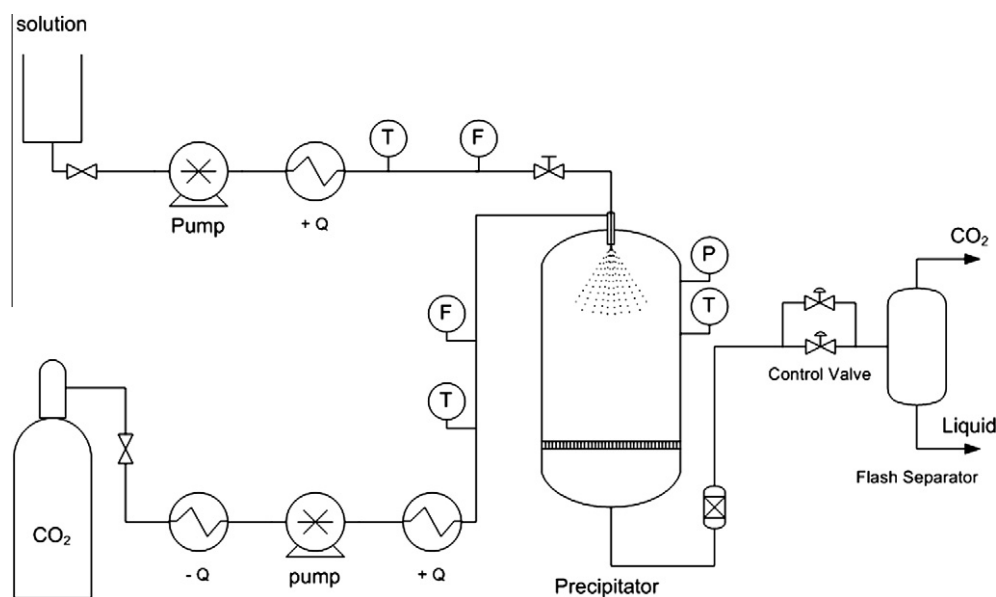 solution
T
F
Pump
+ Q
CO₂
P
T
F
Control Valve
T
Liquid
Flash Separator
CO₂
- Q
pump
+ Q
Precipitator